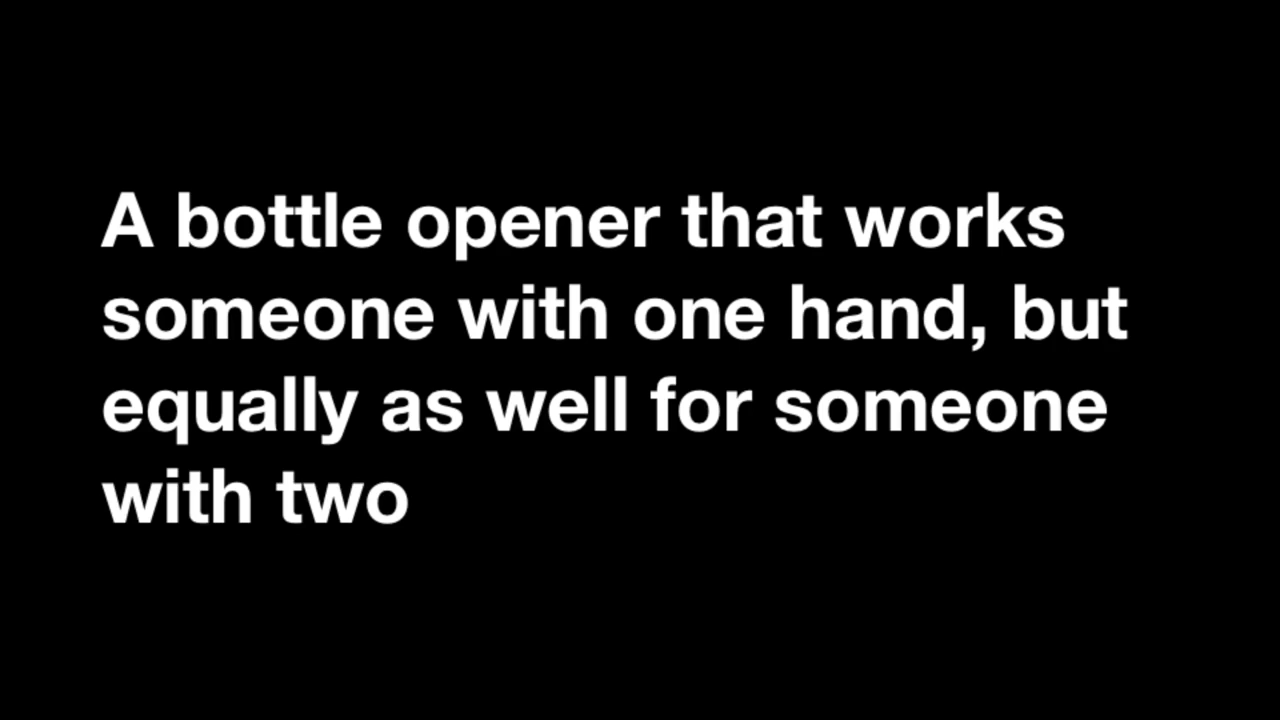 A bottle opener that works
someone with one hand, but
equally as well for someone
with two